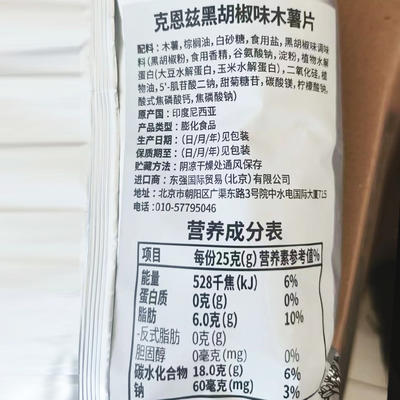 克恩兹黑胡椒味木薯片
配料：木薯，棕榈油，白砂糖，食用盐，黑胡椒调味
料（黑胡椒粉，食用香精，谷氨酸钠，淀粉，植物水解
蛋白(大豆水解蛋白，玉米水解蛋白），二氧化硅，植
物油，5'-肌苷酸二钠，甜菊糖苷，碳酸镁，柠檬酸钠，
酸式焦磷酸钙，焦磷酸钠）
原产国：印度尼西亚
产品类型：膨化食品
生产日期：（日/月/年）见包装
保质期至：（日/月/年）见包装
贮藏方法：阴凉干燥处通风保存
进口商：东强国际贸易（北京）有限公司
地址：北京市朝阳区广渠东路3号院中水电国际大厦715
电话:010-57795046
营养成分表
项目 每份25克(g) 营养素参考值%
能量 528千焦(kJ) 6%
蛋白质 0克(g) 0%
脂肪 6.0克(g) 10%
-反式脂肪 0克(g)
胆固醇 0毫克(mg) 0%
碳水化合物 18.0克(g) 6%
钠 60毫克(mg) 3%